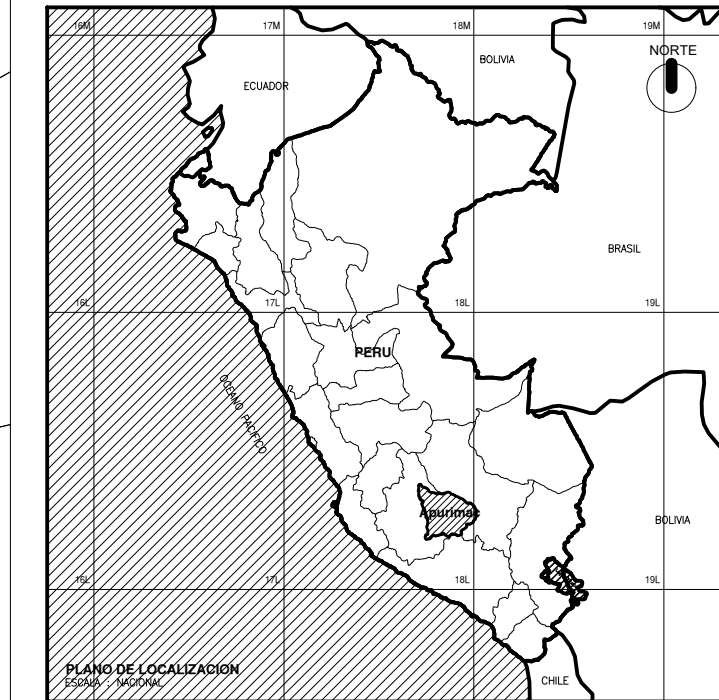 16M
17M
18M
19M
NORTE
BOLIVIA
ECUADOR
BRASIL
16L
17L
18L
19L
PERU
OCEANO PACIFICO
Apurimac
BOLIVIA
16L
17L
18L
19L
PLANO DE LOCALIZACION
ESCALA : NACIONAL
CHILE